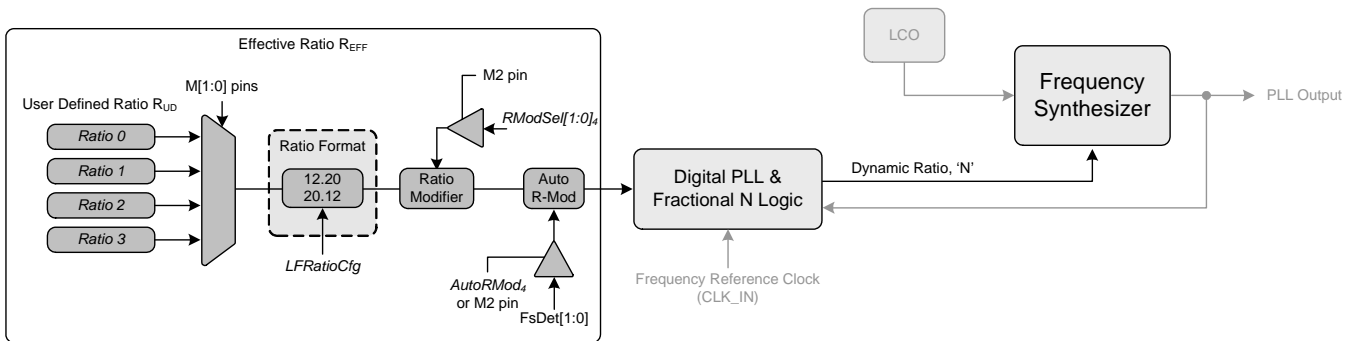 Effective Ratio REFF
M[1:0] pins
User Defined Ratio RUD
Ratio 0
Ratio 1
Ratio 2
Ratio 3
Ratio Format
12.20
20.12
LFRatioCfg
M2 pin
RModSel[1:0]4
Ratio
Modifier
Auto
R-Mod
AutoRMod4
or M2 pin
FsDet[1:0]
Digital PLL &
Fractional N Logic
Frequency Reference Clock
(CLK_IN)
Dynamic Ratio, ‘N’
LCO
Frequency
Synthesizer
PLL Output